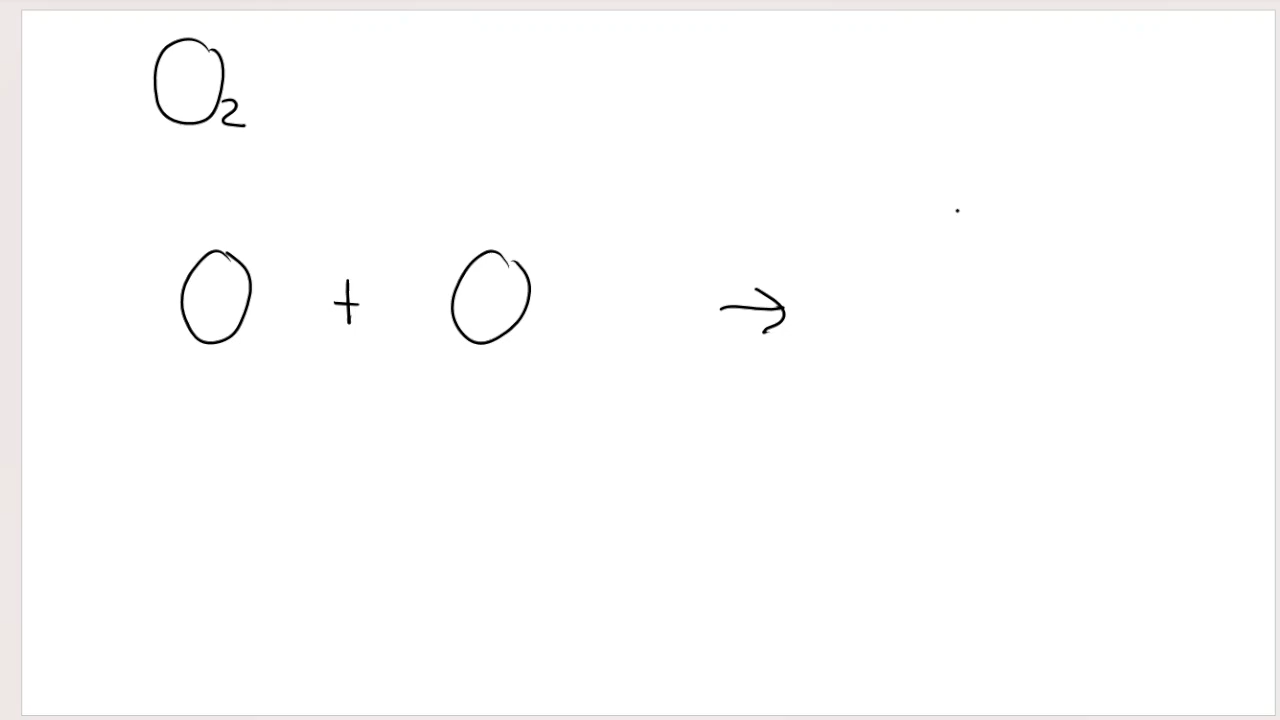 O₂
O + O →